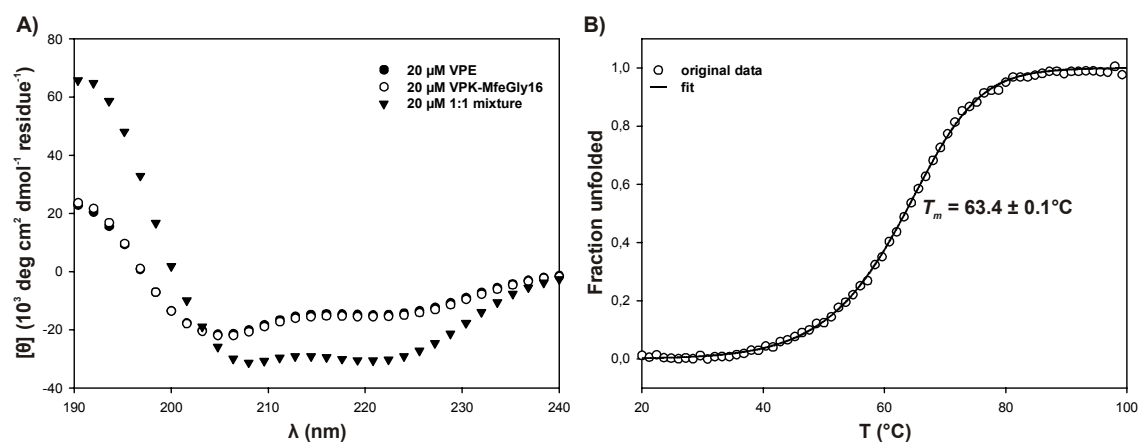 A)
80
60
40
20
0
-20
-40
190
200
210
220
230
240
[θ] (10³ deg cm² dmol⁻¹ residue⁻¹)
λ (nm)
20 µM VPE
20 µM VPK-MfeGly16
20 µM 1:1 mixture
B)
1,0
0,8
0,6
0,4
0,2
0,0
20
40
60
80
100
Fraction unfolded
T (°C)
original data
fit
Tₘ = 63.4 ± 0.1°C